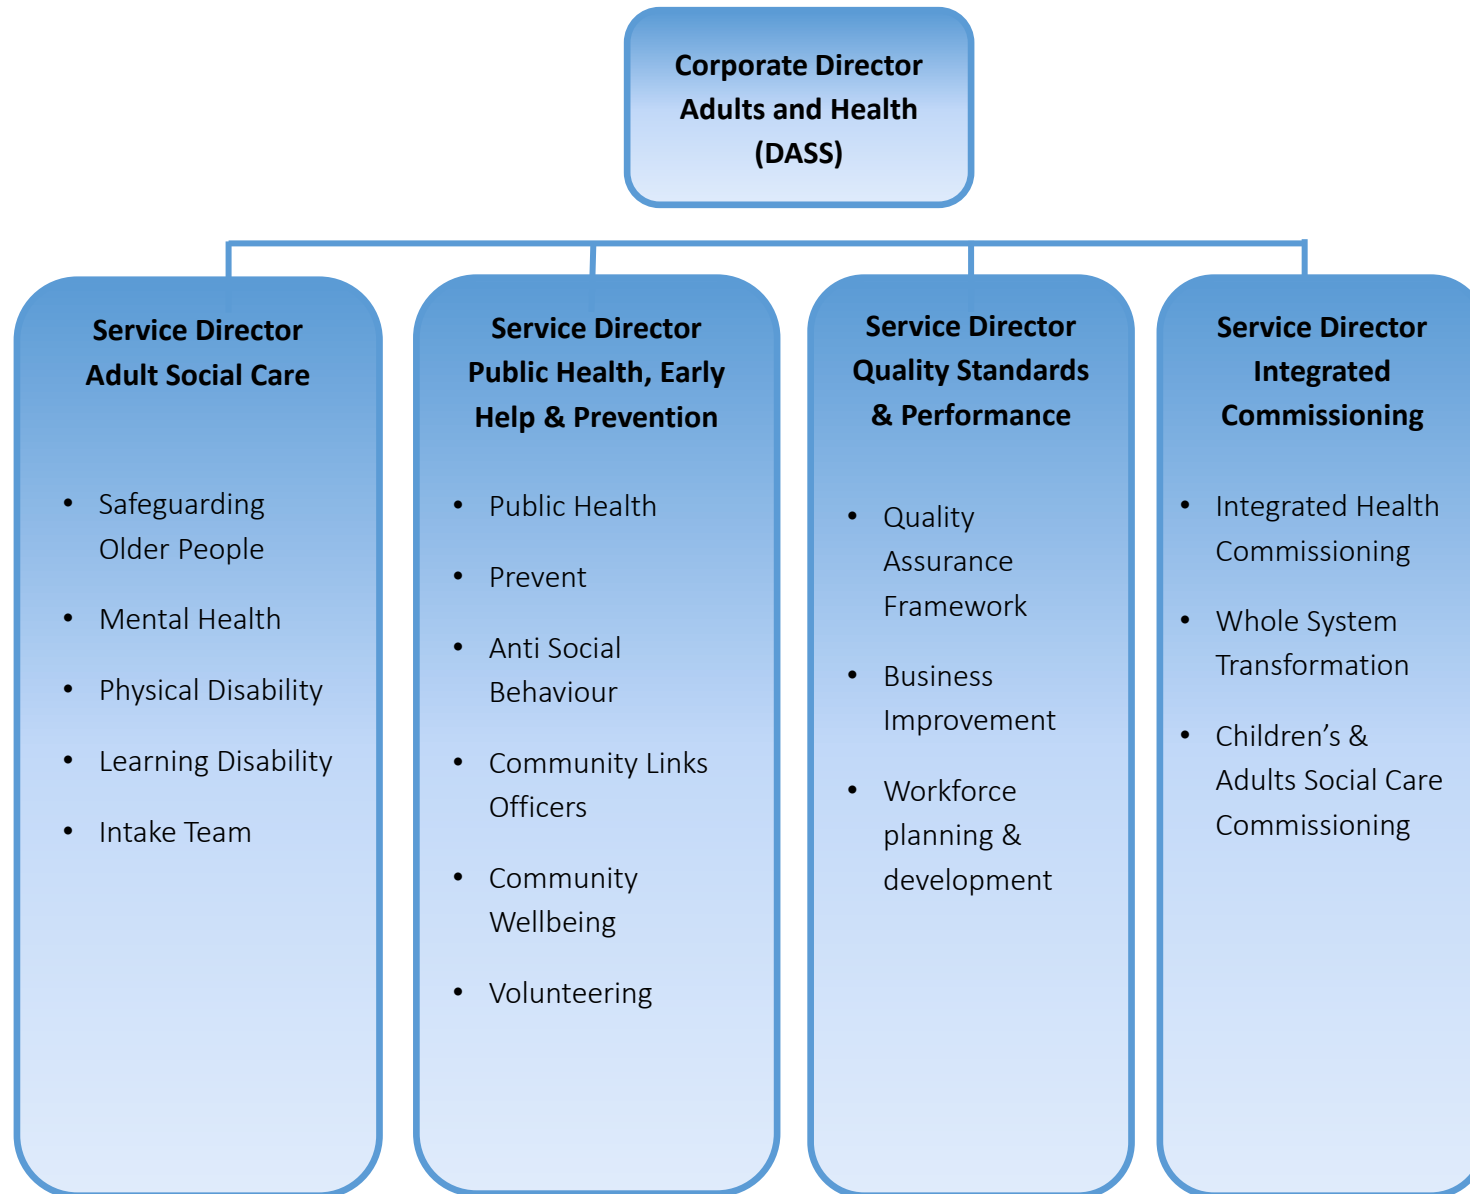 Corporate Director
Adults and Health
(DASS)
Service Director
Adult Social Care
• Safeguarding
Older People
• Mental Health
• Physical Disability
• Learning Disability
• Intake Team
Service Director
Public Health, Early
Help & Prevention
• Public Health
• Prevent
• Anti Social
Behaviour
• Community Links
Officers
• Community
Wellbeing
• Volunteering
Service Director
Quality Standards
& Performance
• Quality
Assurance
Framework
• Business
Improvement
• Workforce
planning &
development
Service Director
Integrated
Commissioning
• Integrated Health
Commissioning
• Whole System
Transformation
• Children’s &
Adults Social Care
Commissioning